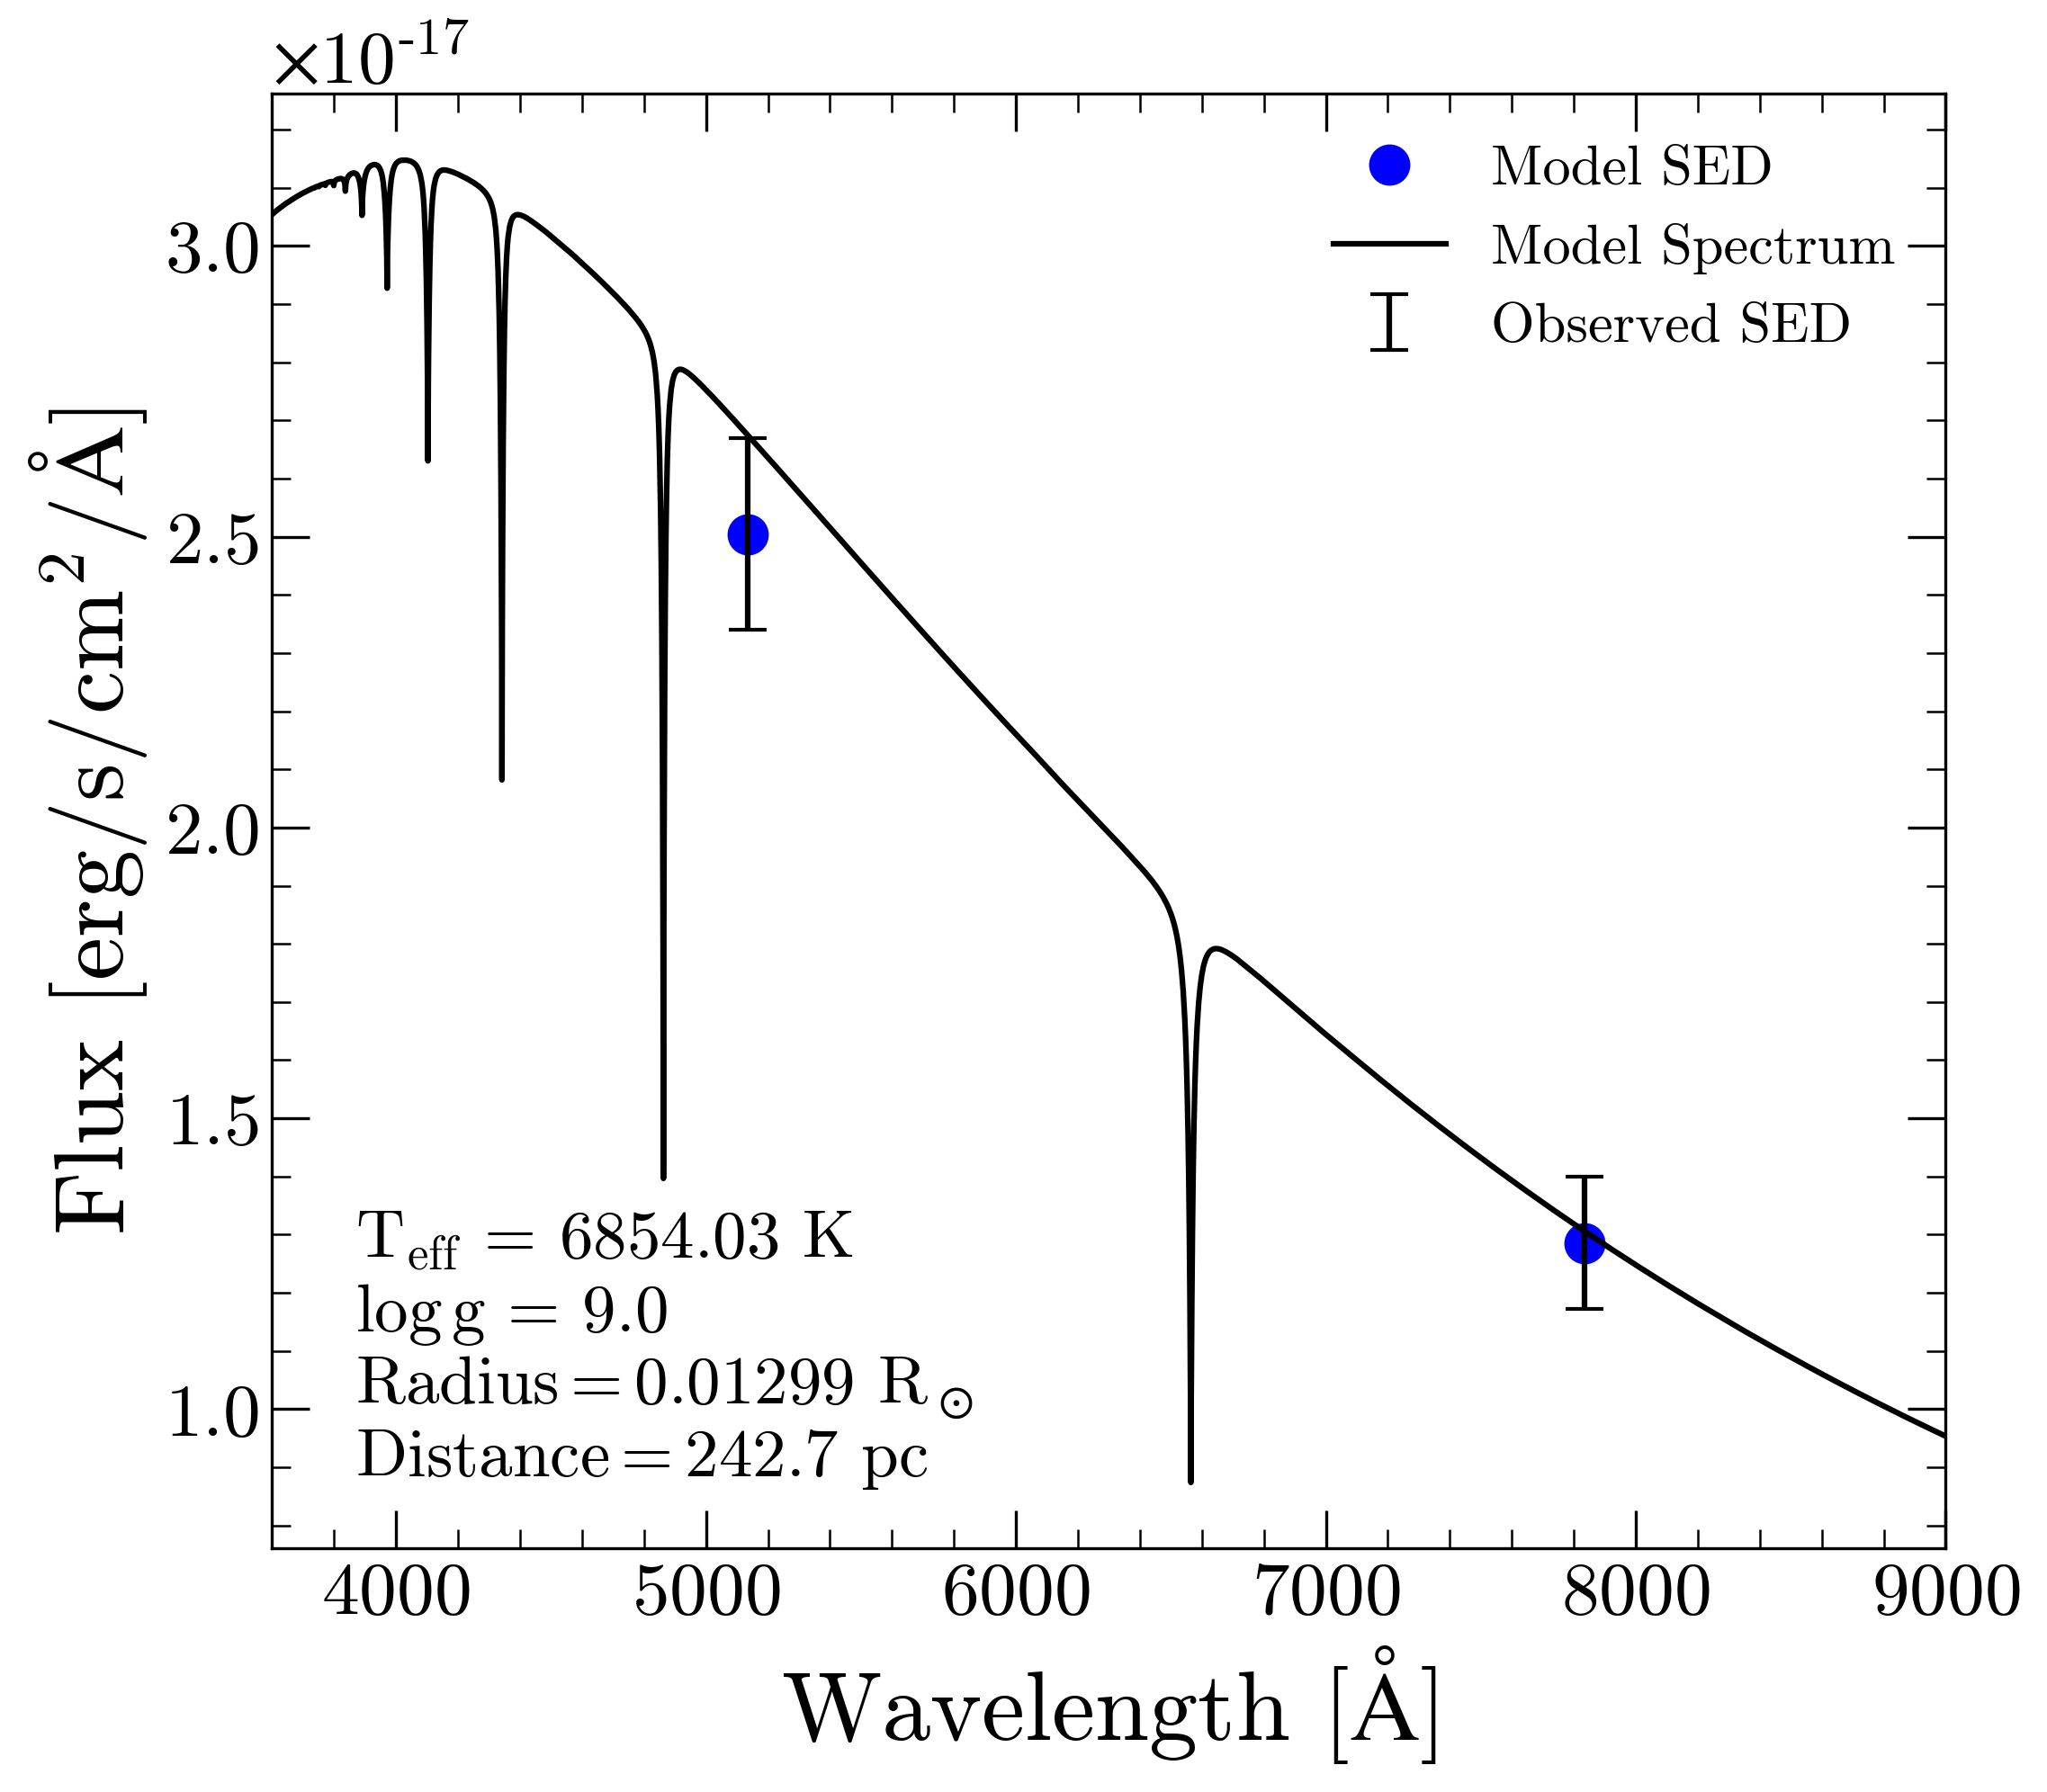 ×10⁻¹⁷
Model SED
Model Spectrum
Observed SED
3.0
2.5
2.0
1.5
1.0
Flux [erg/s/cm²/Å]
T_eff = 6854.03 K
log g = 9.0
Radius = 0.01299 R_⊙
Distance = 242.7 pc
4000 5000 6000 7000 8000 9000
Wavelength [Å]